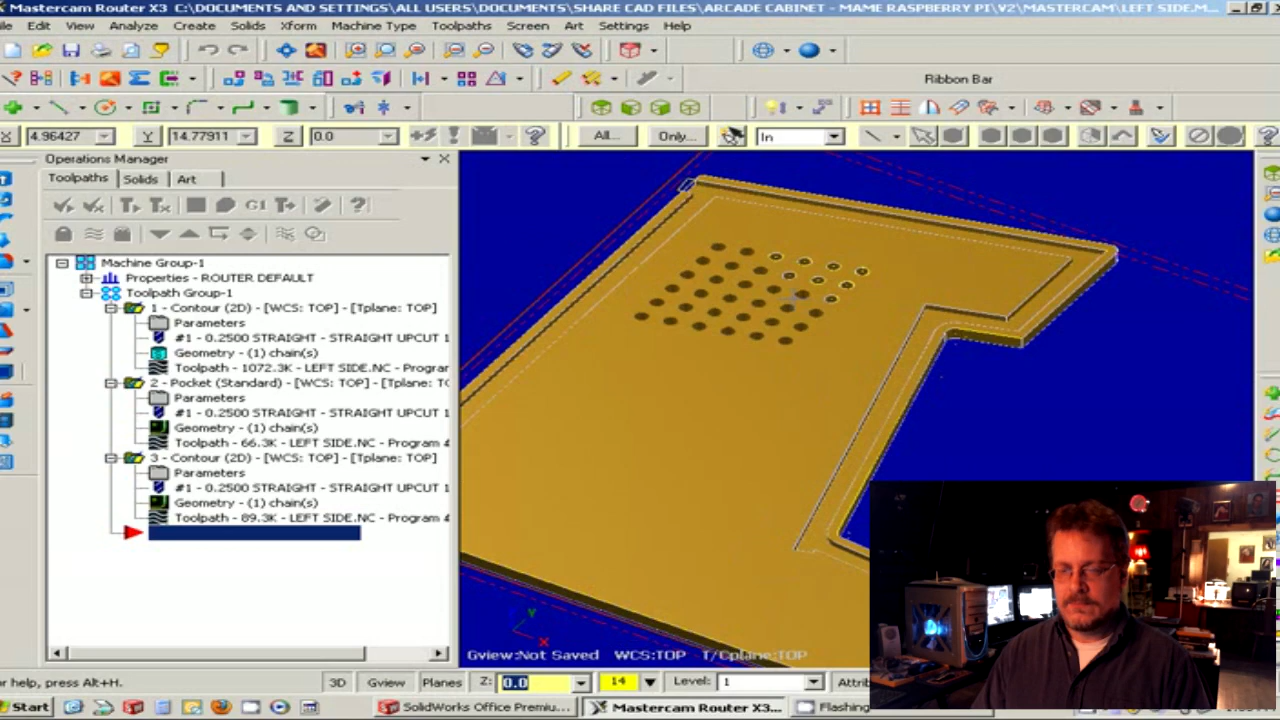 Mastercam Router X3 C:\DOCUMENTS AND SETTINGS\ALL USERS\DOCUMENTS\SHARE CAD FILES\ARCADE CABINET - MAME RASPBERRY PI\V2\MASTERCAM\LEFT SIDE.M...
ile Edit View Analyze Create Solids Xform Machine Type Toolpaths Screen Art Settings Help
Ribbon Bar
X 4.96427 Y 14.77911 Z 0.0 All... Only... In
Operations Manager
Toolpaths Solids Art
G1
Machine Group-1
Properties - ROUTER DEFAULT
Toolpath Group-1
1 - Contour (2D) - [WCS: TOP] - [Tplane: TOP]
Parameters
#1 - 0.2500 STRAIGHT - STRAIGHT UPCUT 1
Geometry - (1) chain(s)
Toolpath - 1072.3K - LEFT SIDE.NC - Program
2 - Pocket (Standard) - [WCS: TOP] - [Tplane: TC
Parameters
#1 - 0.2500 STRAIGHT - STRAIGHT UPCUT 1
Geometry - (1) chain(s)
Toolpath - 66.3K - LEFT SIDE.NC - Program 4
3 - Contour (2D) - [WCS: TOP] - [Tplane: TOP]
Parameters
#1 - 0.2500 STRAIGHT - STRAIGHT UPCUT 1
Geometry - (1) chain(s)
Toolpath - 89.3K - LEFT SIDE.NC - Program 4
Y
X
Gview:Not Saved WCS:TOP T/Cplane:TOP
or help, press Alt+H. 3D Gview Planes Z: 0.0 14 Level: 1 Attrib
Start SolidWorks Office Premiu... Mastercam Router X3... Flashing